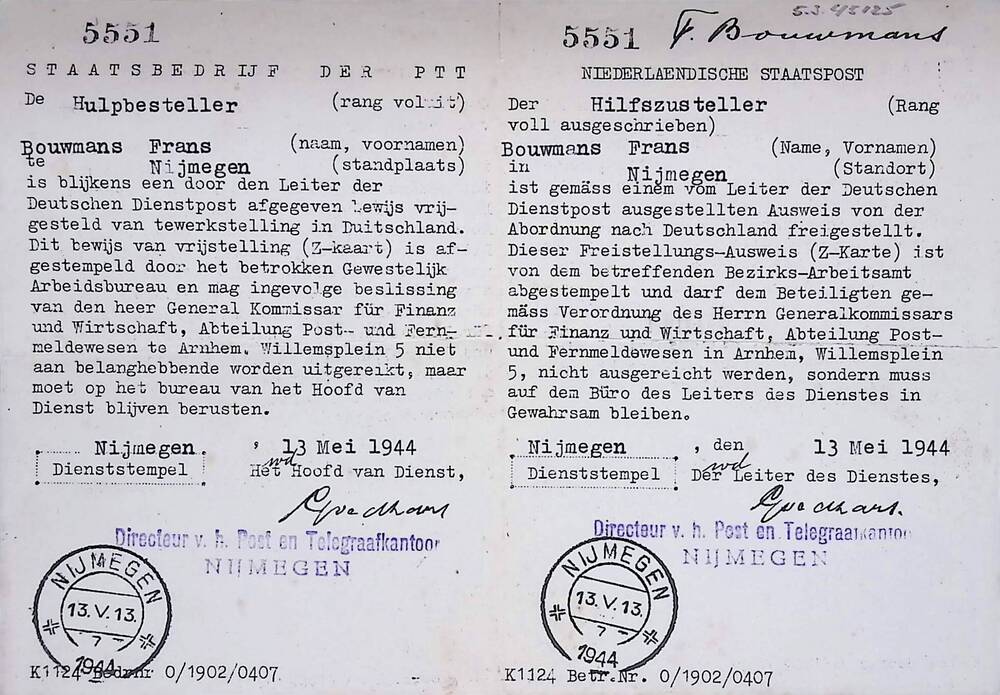 5551
STAATSBEDRIJF DER PTT
De Hulpbesteller (rang voluit)
Bouwmans Frans (naam, voornamen)
te Nijmegen (standplaats)
is blijkens een door den Leiter der
Deutschen Dienstpost afgegeven bewijs vrij-
gesteld van tewerkstelling in Duitschland.
Dit bewijs van vrijstelling (Z-kaart) is af-
gestempeld door het betrokken Gewestelijk
Arbeidsbureau en mag ingevolge beslissing
van den heer General Kommissar für Finanz
und Wirtschaft, Abteilung Post- und Fern-
meldewesen te Arnhem. Willemsplein 5 niet
aan belanghebbende worden uitgereikt, maar
moet op het bureau van het Hoofd van
Dienst blijven berusten.
Nijmegen, 13 Mei 1944
Dienststempel
wd
Het Hoofd van Dienst,
Goedhart
Directeur v. h. Post en Telegraafkantoor
NIJMEGEN
NIJMEGEN
13.V.13.
7
1944
K1124 Bedrnr 0/1902/0407
5551 F. Bouwmans
NIEDERLAENDISCHE STAATSPOST
Der Hilfszusteller (Rang
voll ausgeschrieben)
Bouwmans Frans (Name, Vornamen)
in Nijmegen (Standort)
ist gemäss einem vom Leiter der Deutschen
Dienstpost ausgestellten Ausweis von der
Abordnung nach Deutschland freigestellt.
Dieser Freistellungs-Ausweis (Z-Karte) ist
von dem betreffenden Bezirks-Arbeitsamt
abgestempelt und darf dem Beteiligten ge-
mäss Verordnung des Herrn Generalkommissars
für Finanz und Wirtschaft, Abteilung Post-
und Fernmeldewesen in Arnhem, Willemsplein
5, nicht ausgereicht werden, sondern muss
auf dem Büro des Leiters des Dienstes in
Gewahrsam bleiben.
Nijmegen, den 13 Mei 1944
Dienststempel
wd
Der Leiter des Dienstes,
Goedhart.
Directeur v. h. Post en Telegraafkantoor
NIJMEGEN
NIJMEGEN
13.V.13.
7
1944
K1124 Betr.Nr. 0/1902/0407